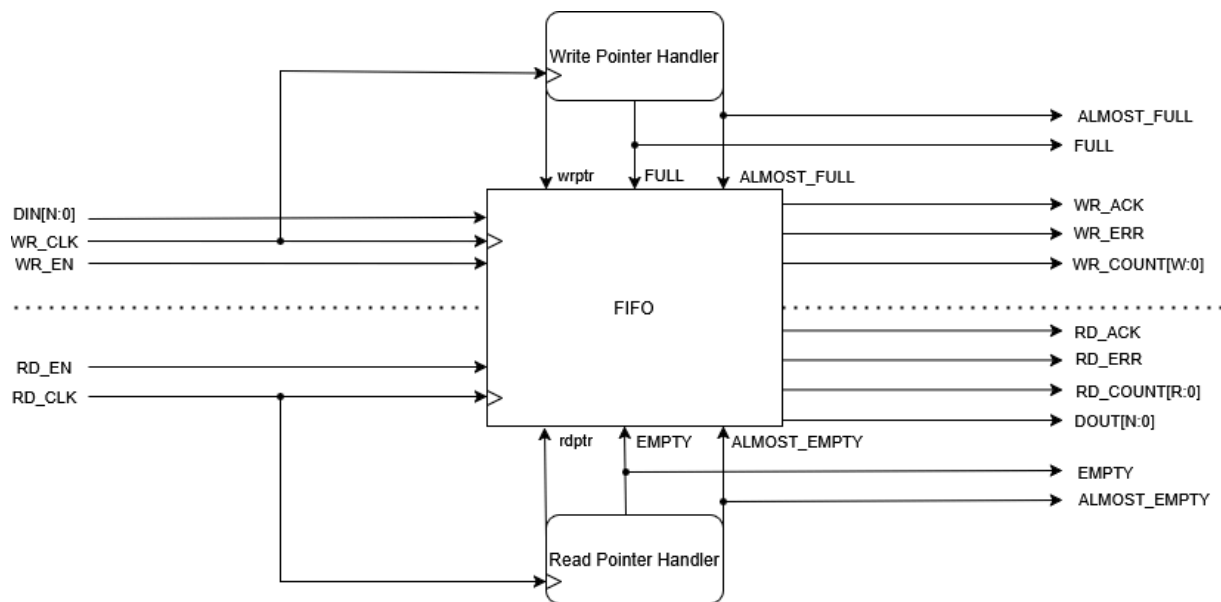 Write Pointer Handler
ALMOST_FULL
FULL
wrptr
FULL
ALMOST_FULL
DIN[N:0]
WR_CLK
WR_EN
WR_ACK
WR_ERR
WR_COUNT[W:0]
FIFO
RD_EN
RD_CLK
RD_ACK
RD_ERR
RD_COUNT[R:0]
DOUT[N:0]
rdptr
EMPTY
ALMOST_EMPTY
EMPTY
ALMOST_EMPTY
Read Pointer Handler